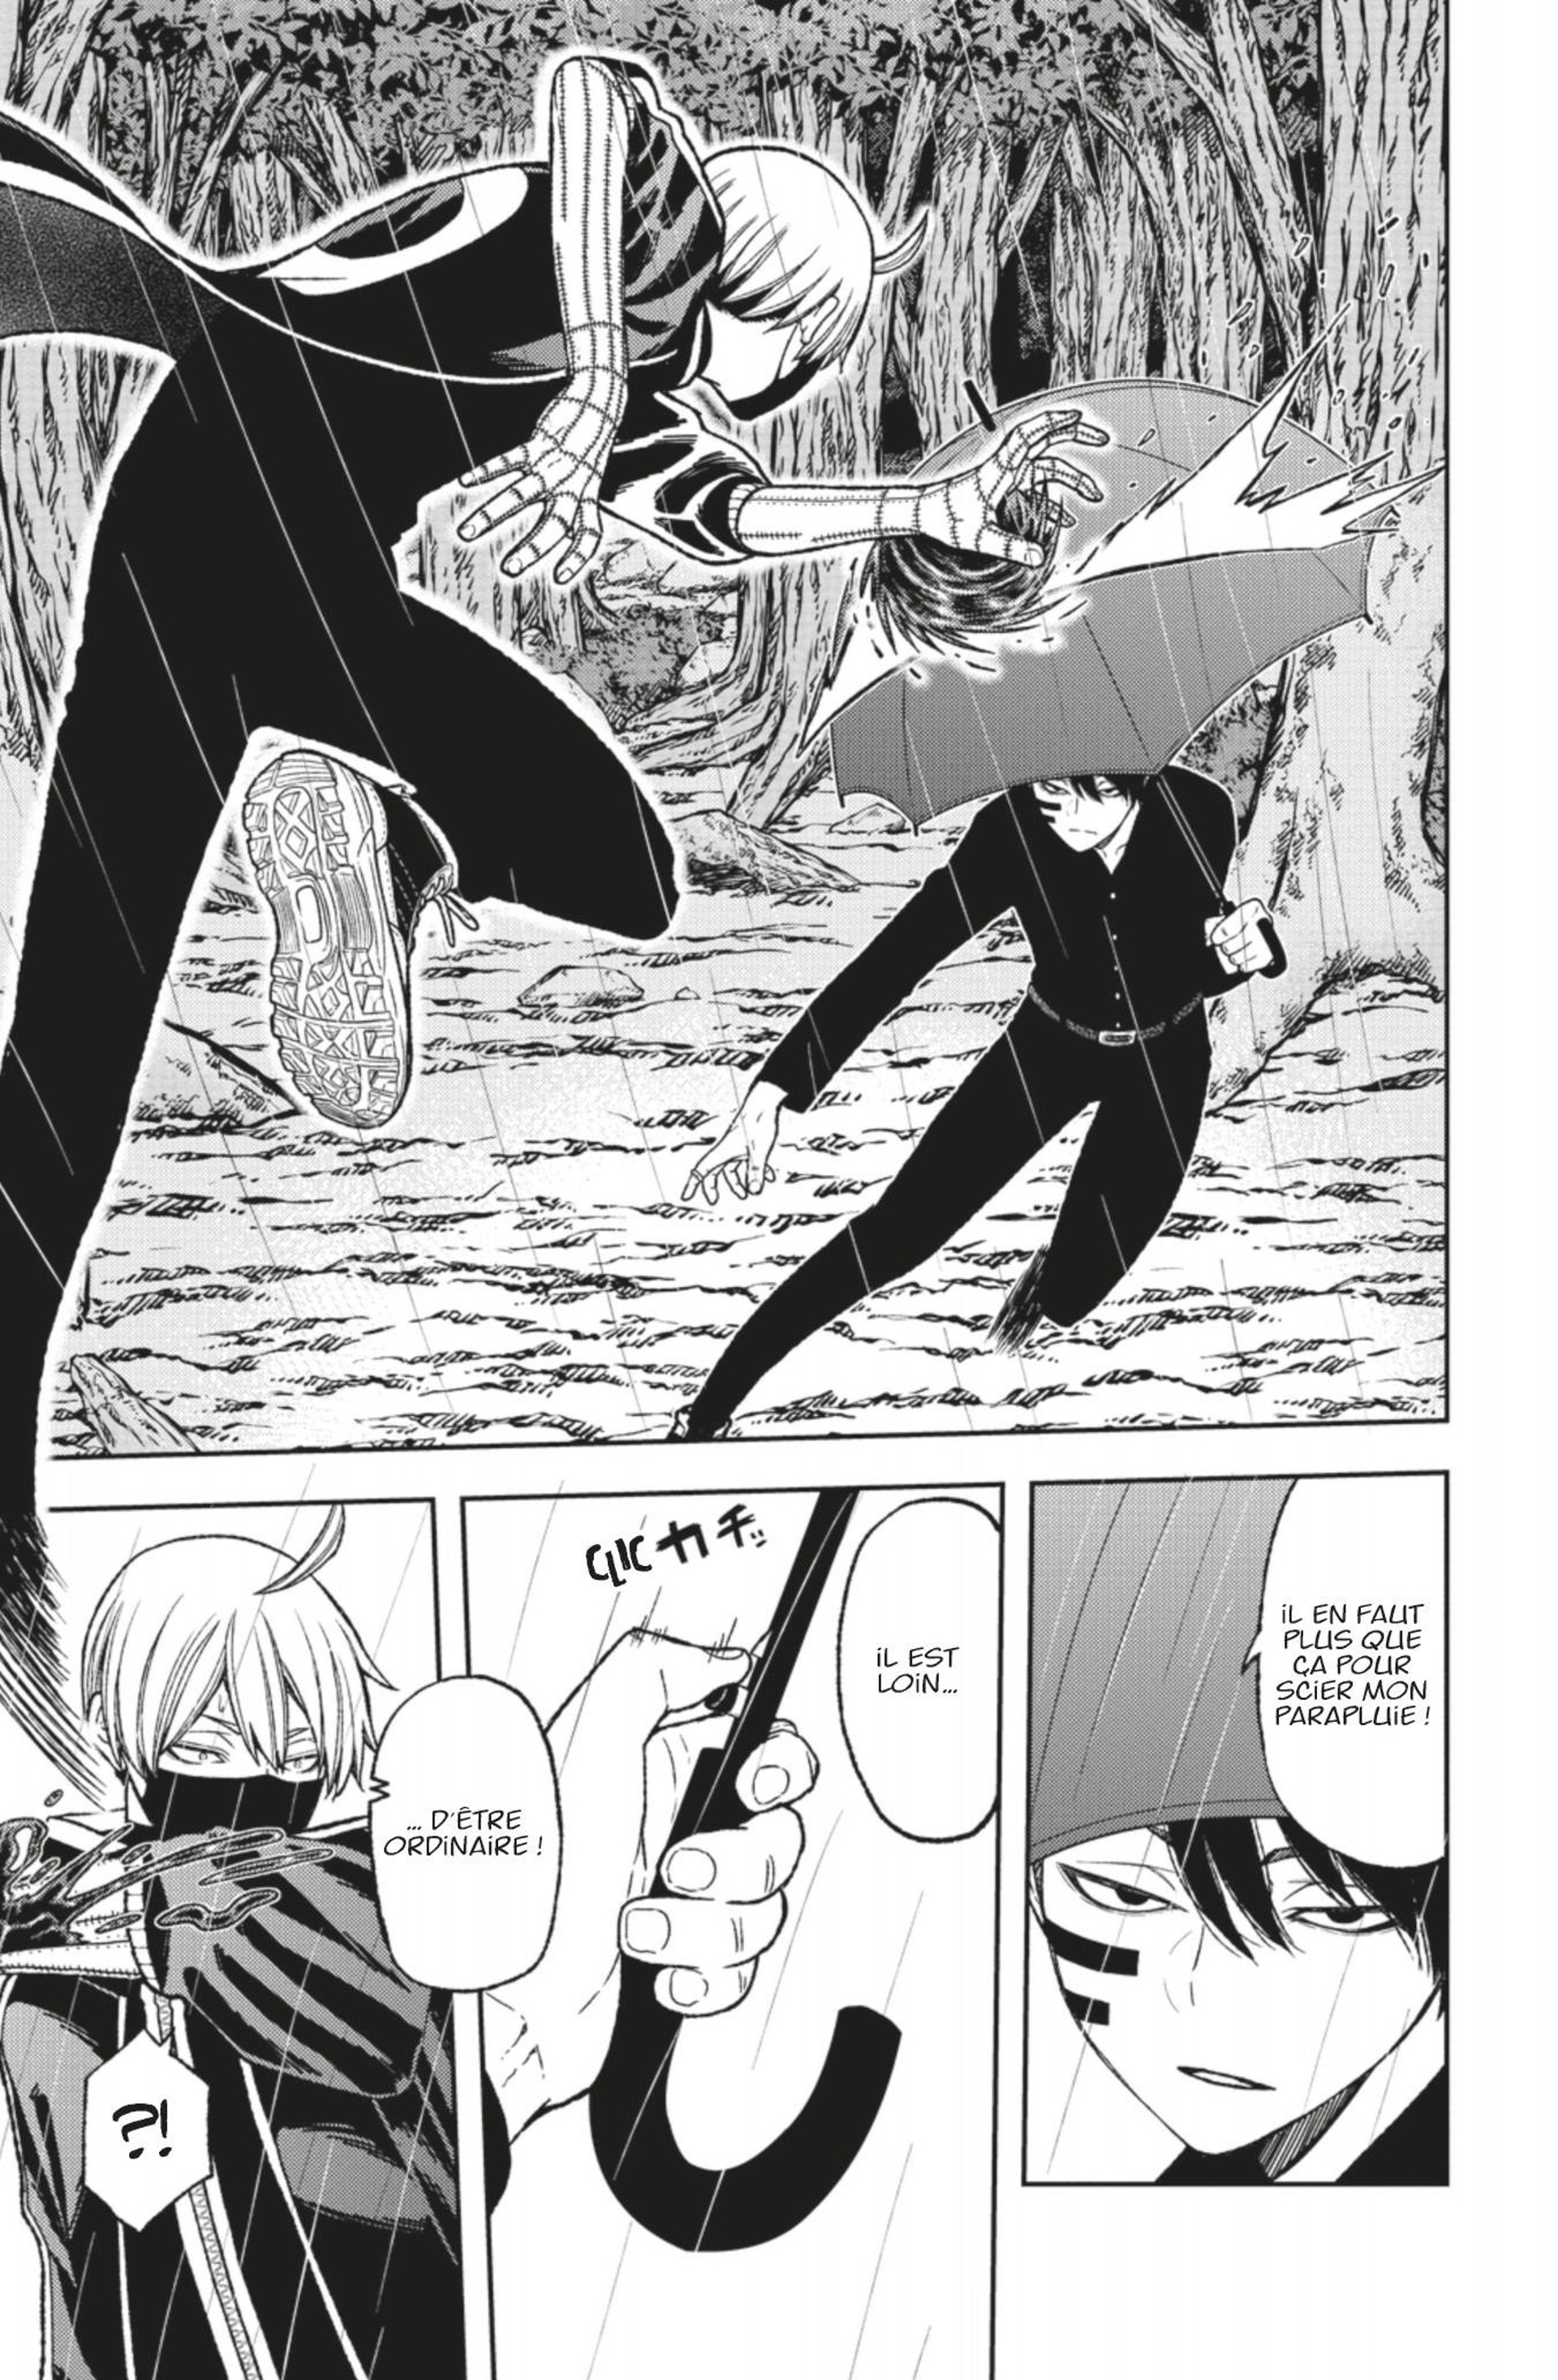 iL EN FAUT
PLUS QUE
ÇA POUR
SCiER MON
PARAPLUiE !
iL EST
LOiN...
CLIC カチッ
... D'ÊTRE
ORDiNAiRE !
?!